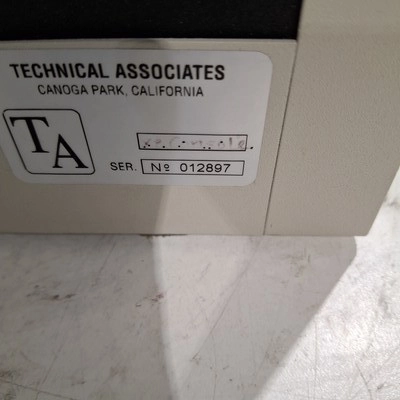 TECHNICAL ASSOCIATES
CANOGA PARK, CALIFORNIA
TA
SER. Nº 012897